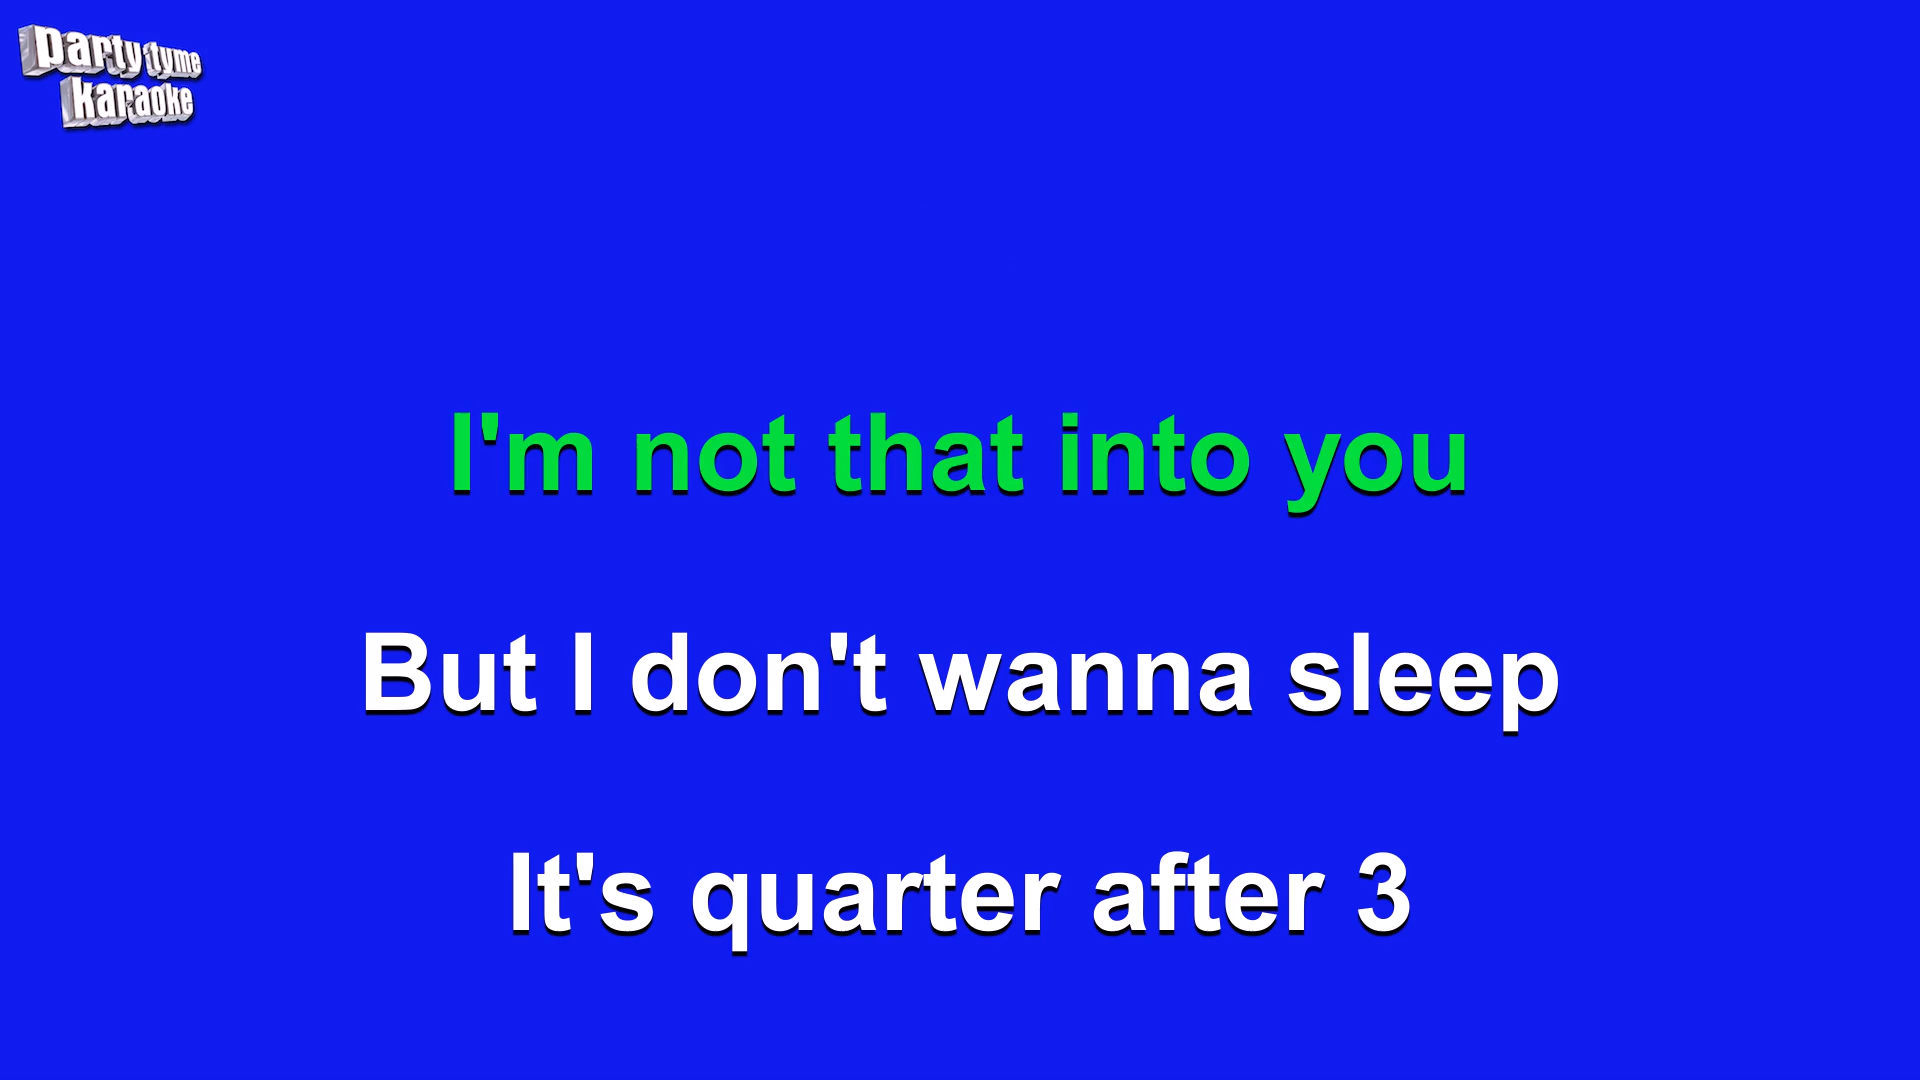 party tyme
karaoke
I'm not that into you
But I don't wanna sleep
It's quarter after 3